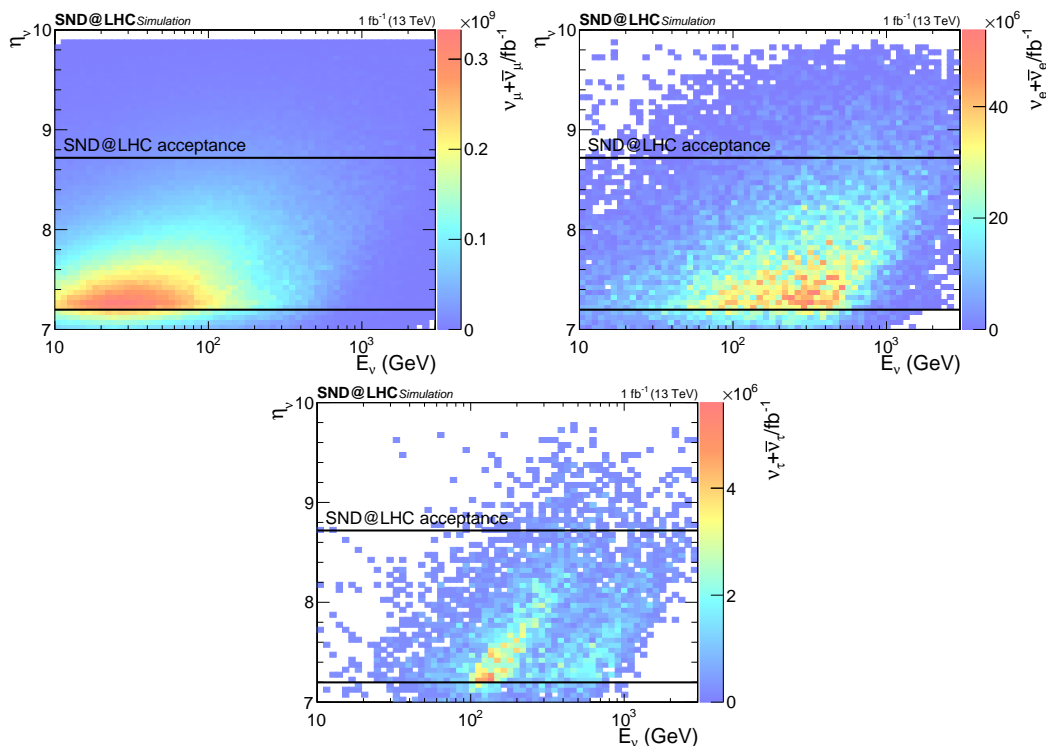 SND@LHC Simulation 1 fb⁻¹ (13 TeV)
η_ν
10
9
8
7
SND@LHC acceptance
10 10² 10³
E_ν (GeV)
×10⁹
0.3
0.2
0.1
0
ν_μ+ν̄_μ/fb⁻¹
SND@LHC Simulation 1 fb⁻¹ (13 TeV)
η_ν
10
9
8
7
SND@LHC acceptance
10 10² 10³
E_ν (GeV)
×10⁶
40
20
0
ν_e+ν̄_e/fb⁻¹
SND@LHC Simulation 1 fb⁻¹ (13 TeV)
η_ν
10
9
8
7
SND@LHC acceptance
10 10² 10³
E_ν (GeV)
×10⁶
4
2
0
ν_τ+ν̄_τ/fb⁻¹